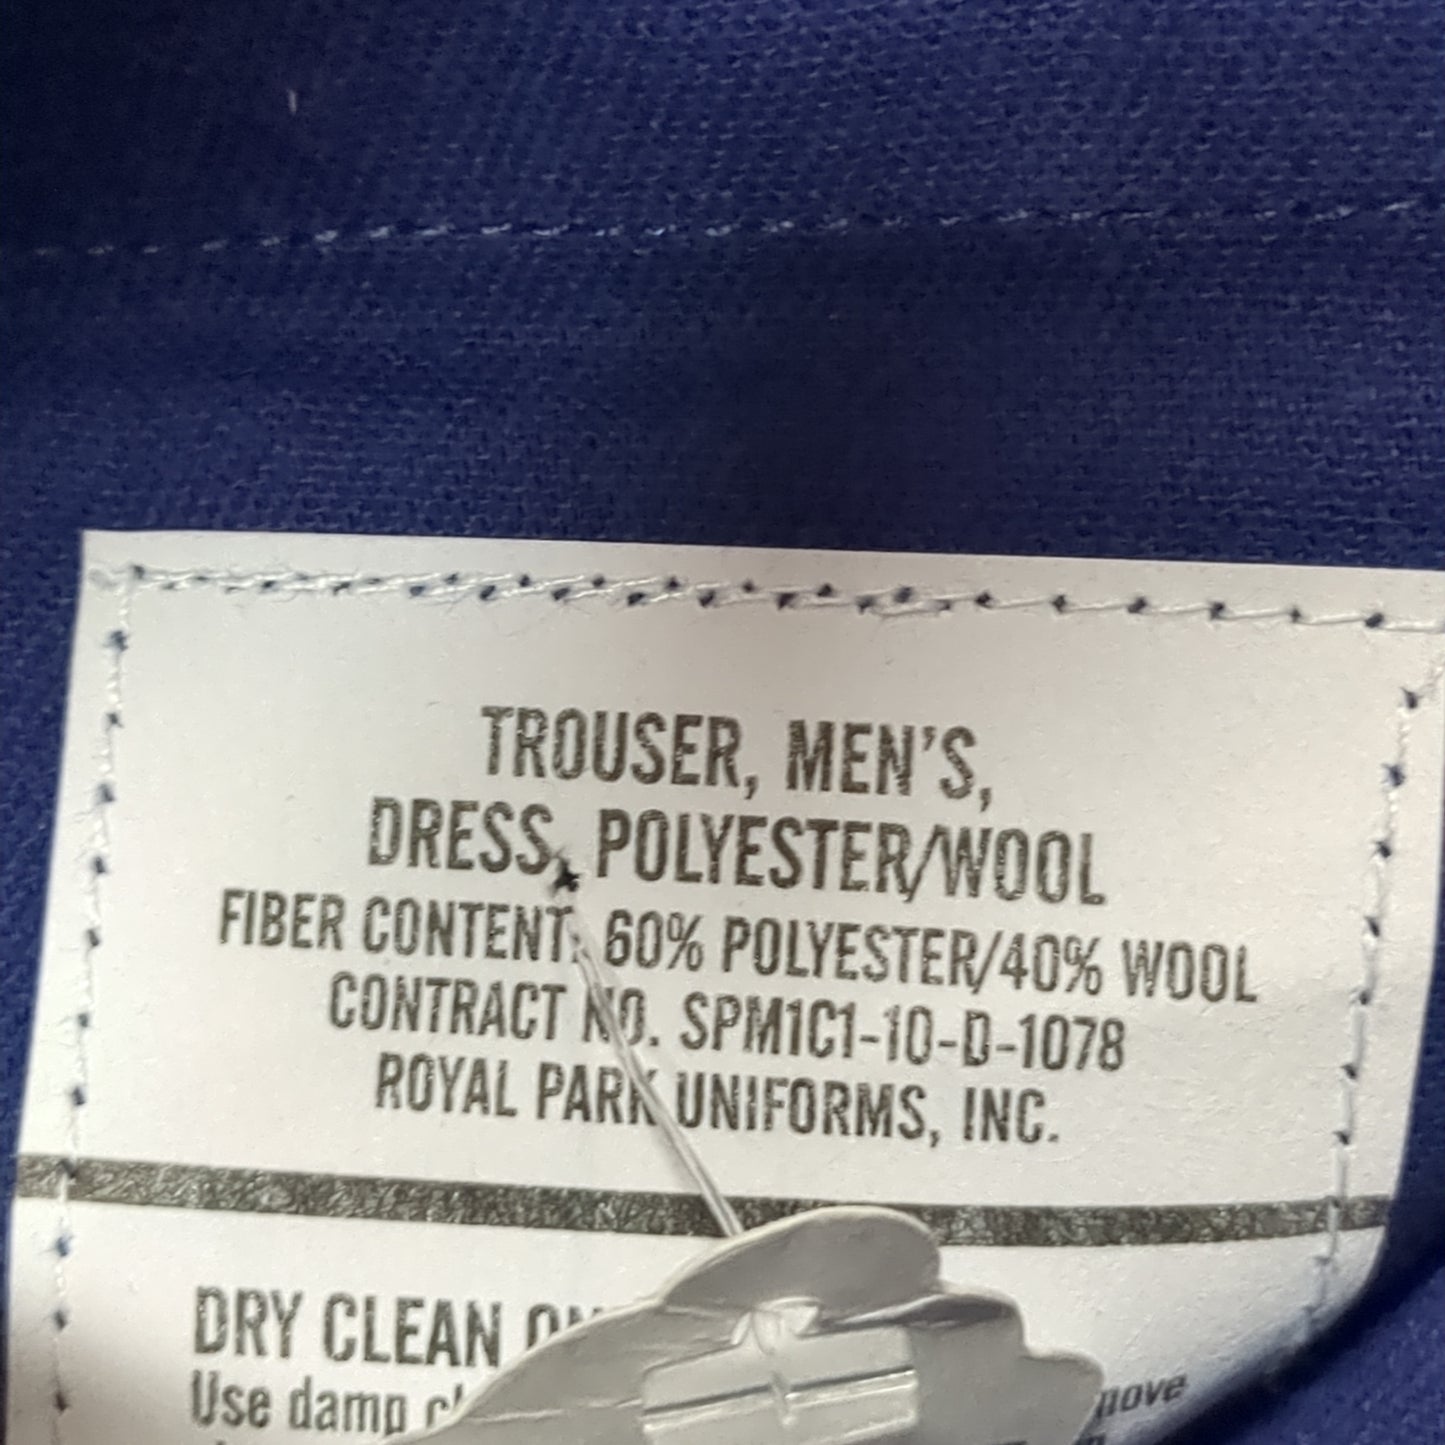 TROUSER, MEN'S,
DRESS, POLYESTER/WOOL
FIBER CONTENT: 60% POLYESTER/40% WOOL
CONTRACT NO. SPM1C1-10-D-1078
ROYAL PARK UNIFORMS, INC.
DRY CLEAN
Use damp